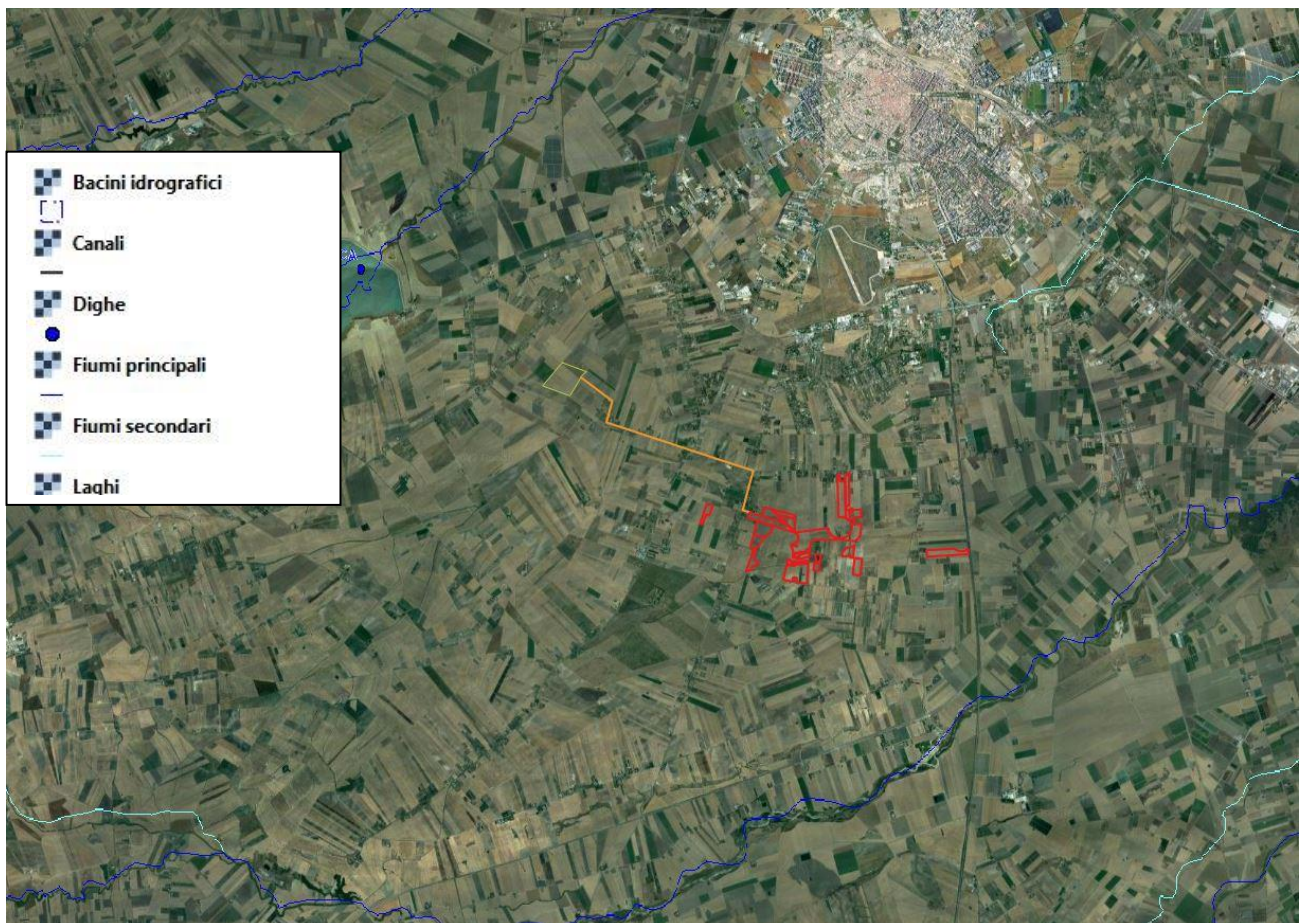 Bacini idrografici
Canali
Dighe
Fiumi principali
Fiumi secondari
Laghi